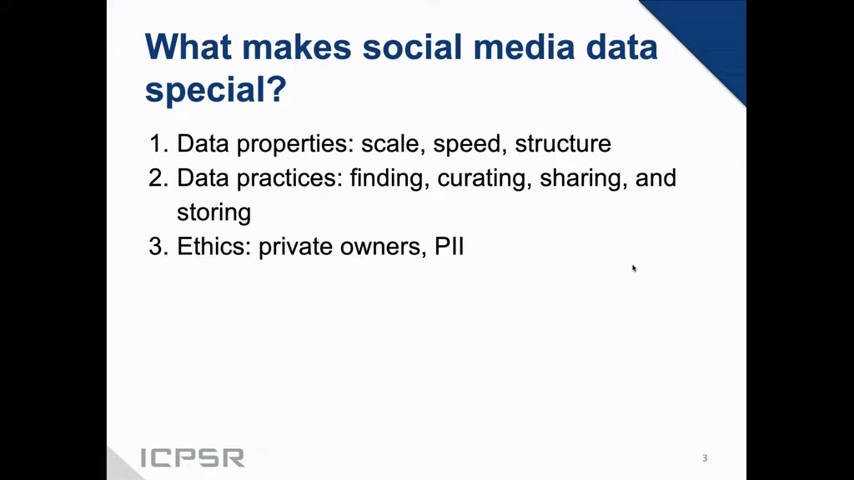 What makes social media data
special?
1. Data properties: scale, speed, structure
2. Data practices: finding, curating, sharing, and
storing
3. Ethics: private owners, PII
ICPSR
3